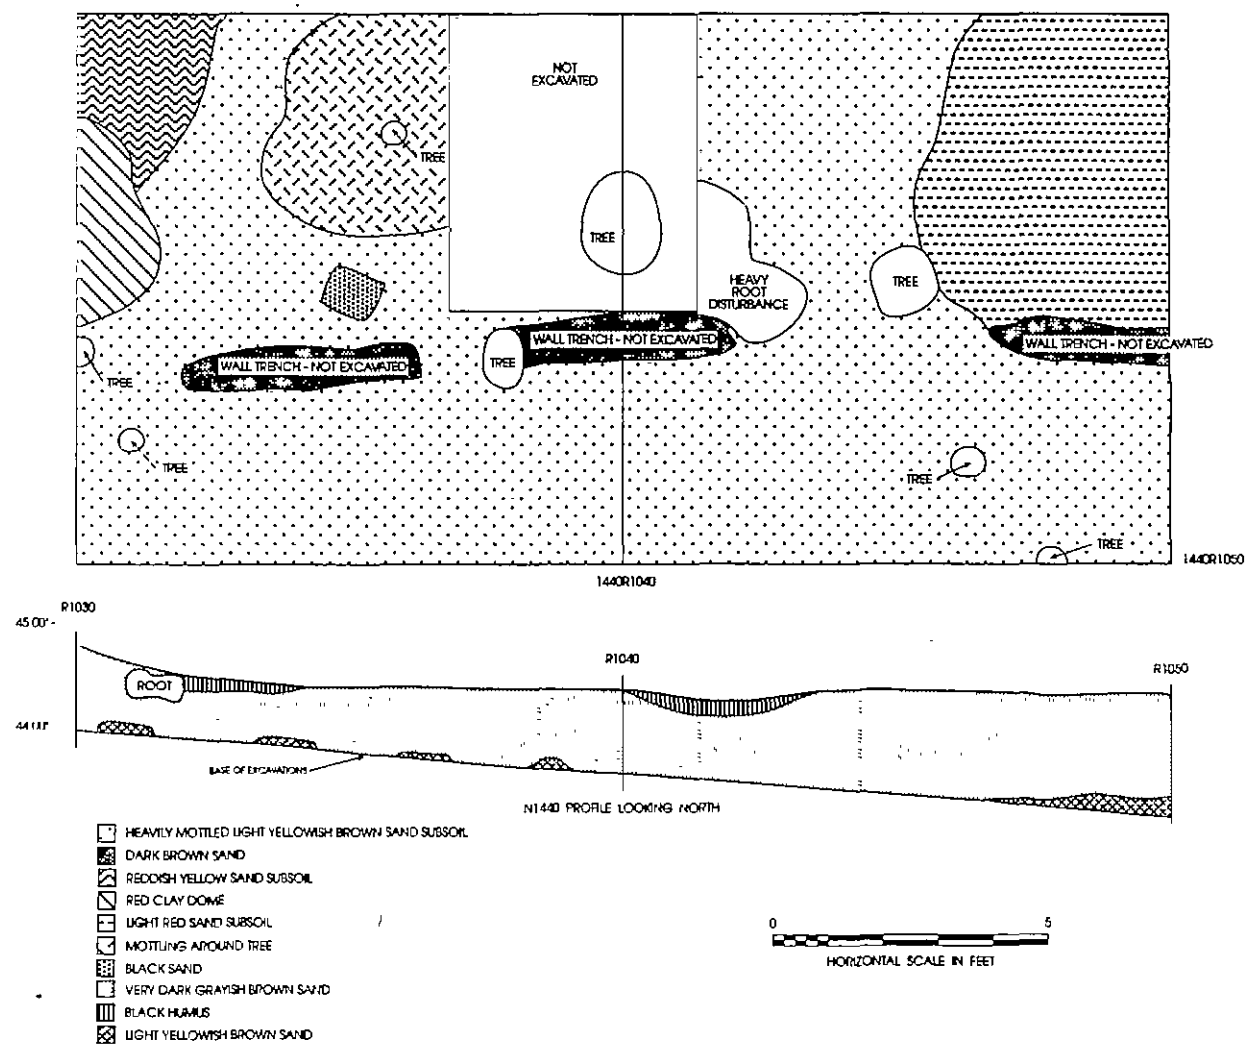 NOT
EXCAVATED
TREE
TREE
HEAVY
ROOT
DISTURBANCE
TREE
WALL TRENCH - NOT EXCAVATED
WALL TRENCH - NOT EXCAVATED
TREE
WALL TRENCH - NOT EXCAVATED
TREE
TREE
TREE
TREE
1440R1040
1440R1050
R1030
45.00'-
R1040
R1050
ROOT
44.00'
BASE OF EXCAVATIONS
N1440 PROFILE LOOKING NORTH
HEAVILY MOTTLED LIGHT YELLOWISH BROWN SAND SUBSOIL
DARK BROWN SAND
REDDISH YELLOW SAND SUBSOIL
RED CLAY DOME
LIGHT RED SAND SUBSOIL
MOTTLING AROUND TREE
BLACK SAND
VERY DARK GRAYISH BROWN SAND
BLACK HUMUS
LIGHT YELLOWISH BROWN SAND
0 5
HORIZONTAL SCALE IN FEET